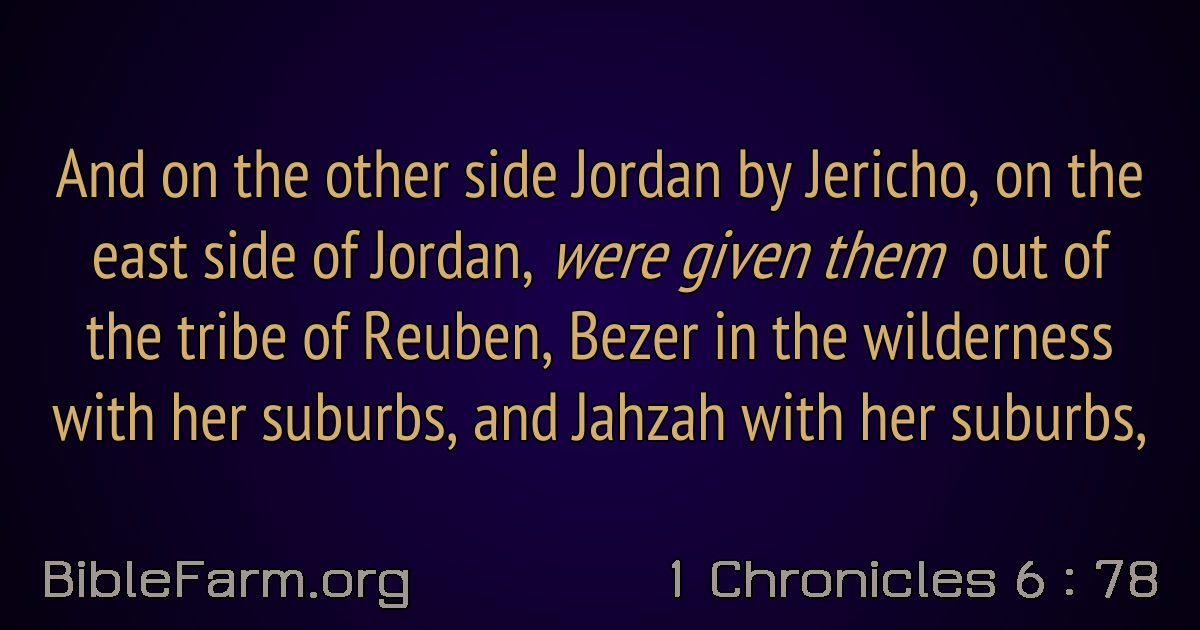 And on the other side Jordan by Jericho, on the
east side of Jordan, were given them out of
the tribe of Reuben, Bezer in the wilderness
with her suburbs, and Jahzah with her suburbs,
BibleFarm.org
1 Chronicles 6 : 78